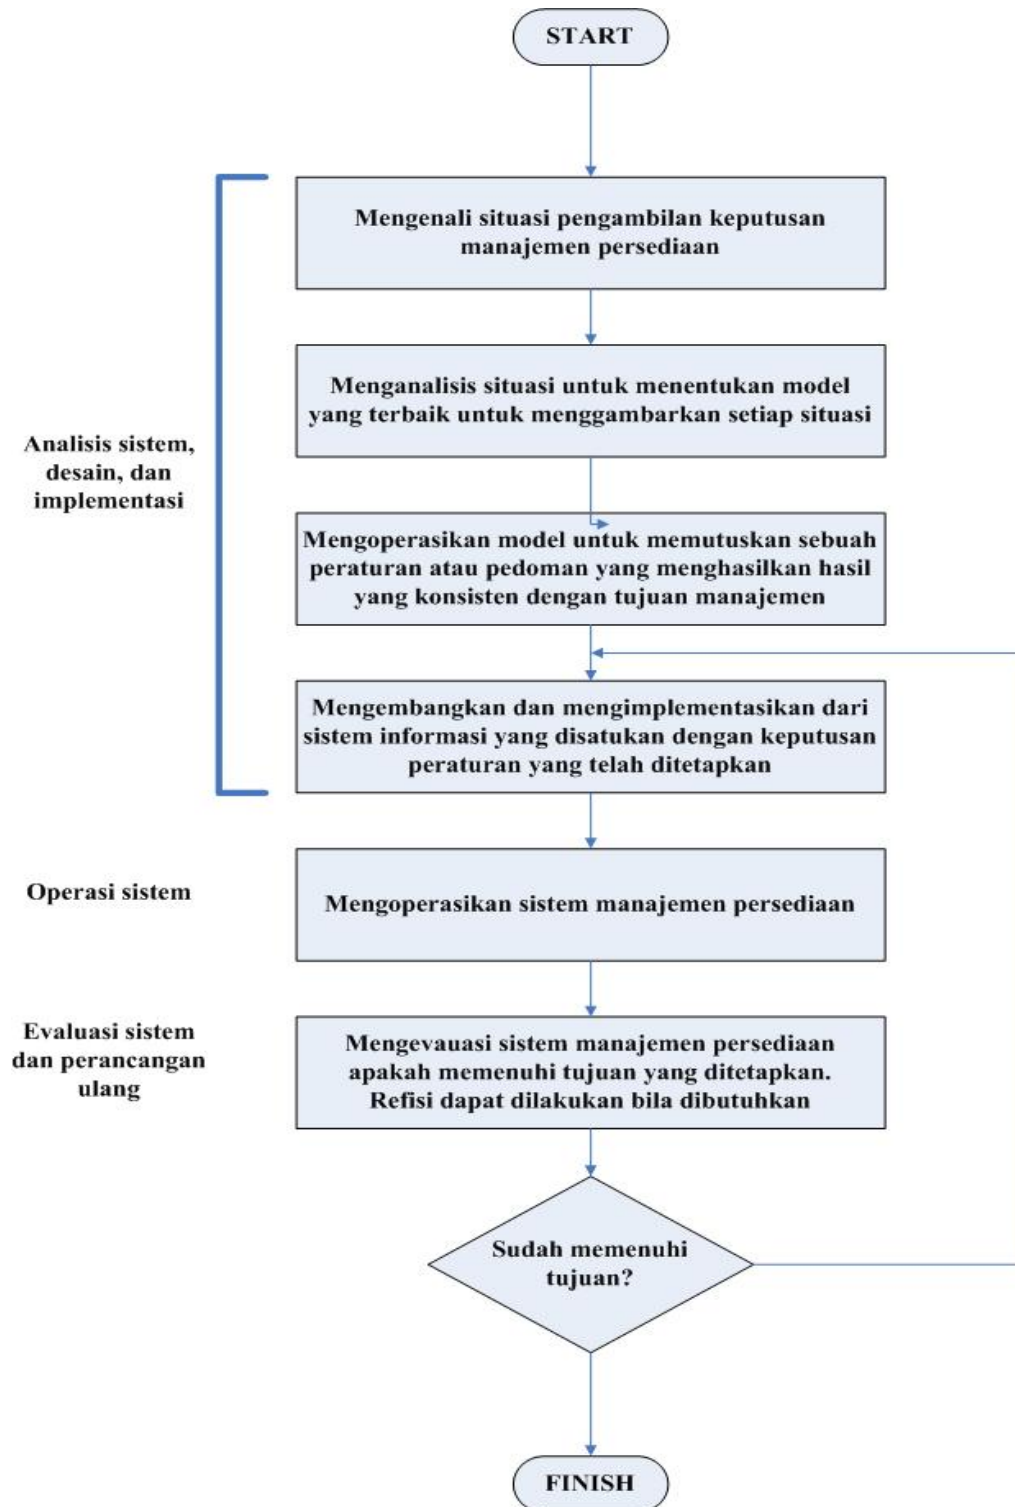 START
Mengenali situasi pengambilan keputusan
manajemen persediaan
Menganalisis situasi untuk menentukan model
yang terbaik untuk menggambarkan setiap situasi
Analisis sistem,
desain, dan
implementasi
Mengoperasikan model untuk memutuskan sebuah
peraturan atau pedoman yang menghasilkan hasil
yang konsisten dengan tujuan manajemen
Mengembangkan dan mengimplementasikan dari
sistem informasi yang disatukan dengan keputusan
peraturan yang telah ditetapkan
Operasi sistem
Mengoperasikan sistem manajemen persediaan
Evaluasi sistem
dan perancangan
ulang
Mengevauasi sistem manajemen persediaan
apakah memenuhi tujuan yang ditetapkan.
Refisi dapat dilakukan bila dibutuhkan
Sudah memenuhi
tujuan?
FINISH